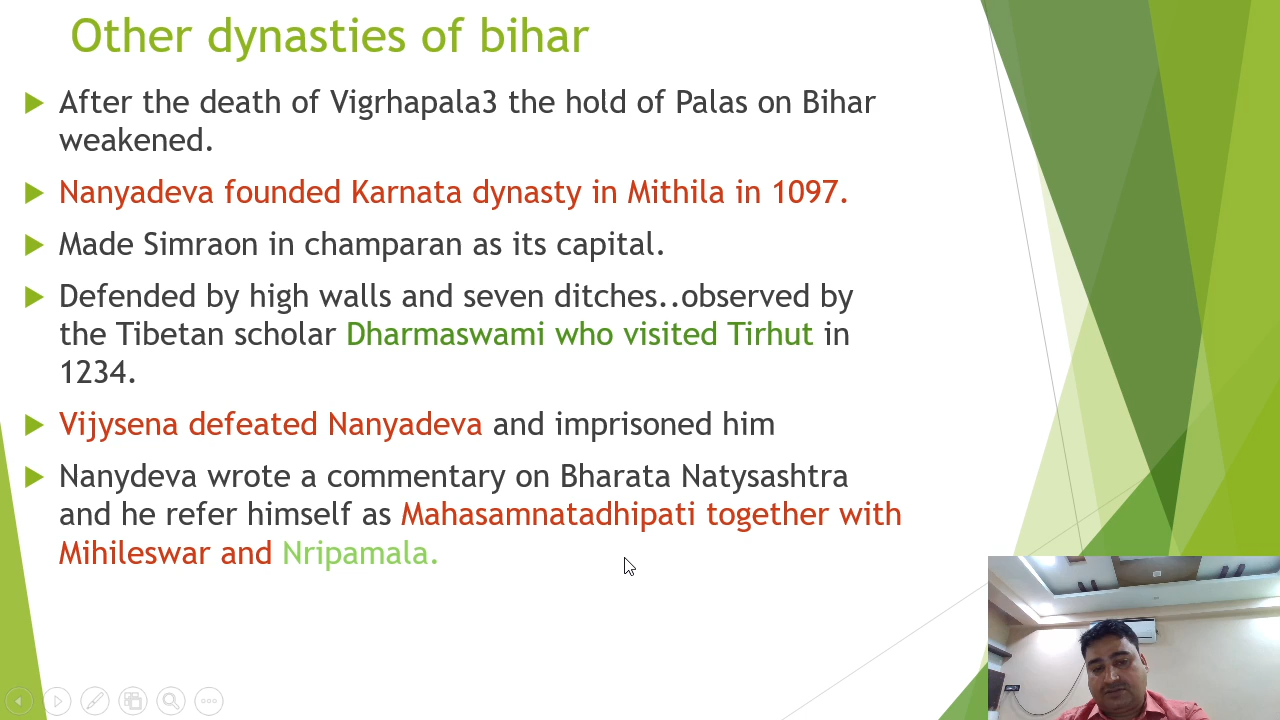 Other dynasties of bihar
After the death of Vigrhapala3 the hold of Palas on Bihar
weakened.
Nanyadeva founded Karnata dynasty in Mithila in 1097.
Made Simraon in champaran as its capital.
Defended by high walls and seven ditches..observed by
the Tibetan scholar Dharmaswami who visited Tirhut in
1234.
Vijysena defeated Nanyadeva and imprisoned him
Nanydeva wrote a commentary on Bharata Natysashtra
and he refer himself as Mahasamnatadhipati together with
Mihileswar and Nripamala.